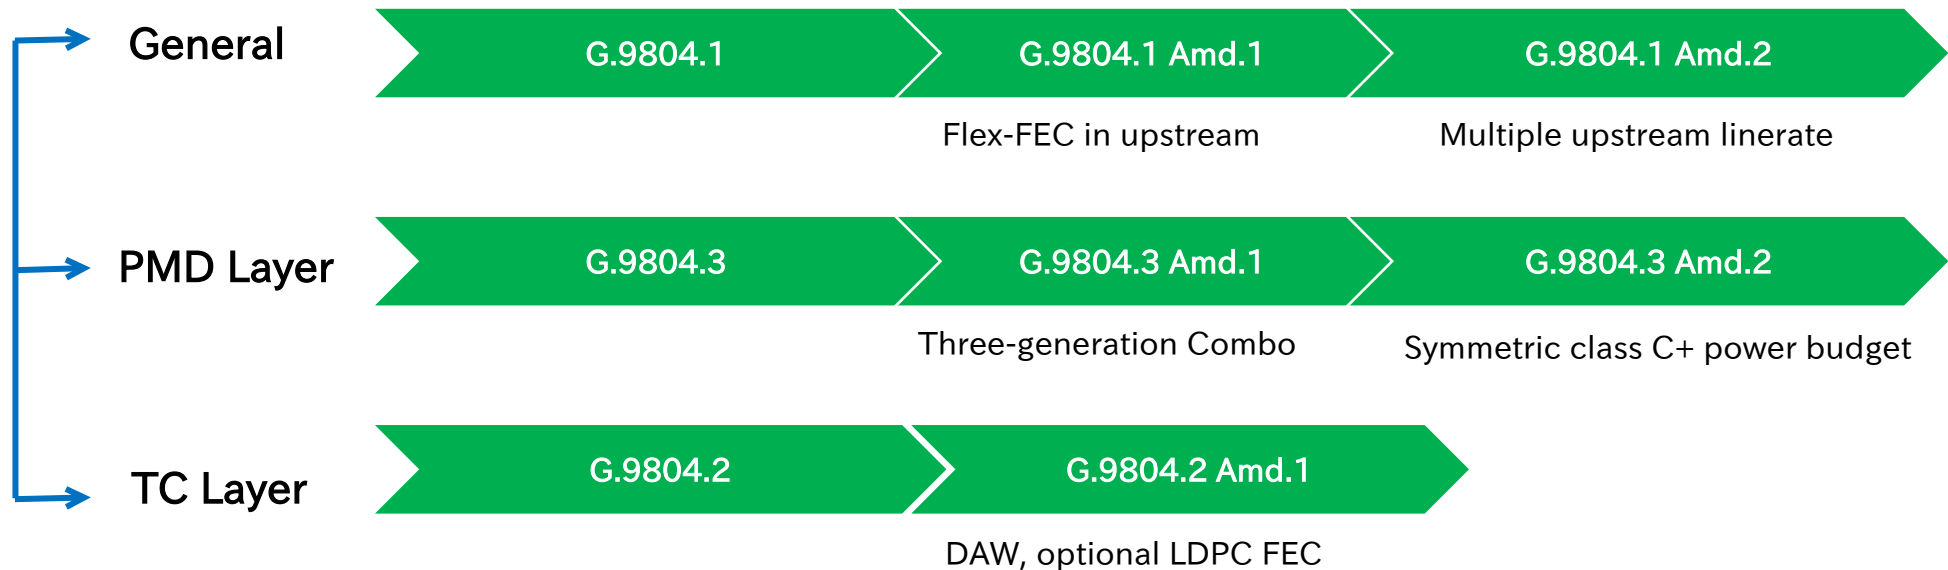 General
G.9804.1
G.9804.1 Amd.1
G.9804.1 Amd.2
Flex-FEC in upstream
Multiple upstream linerate
PMD Layer
G.9804.3
G.9804.3 Amd.1
G.9804.3 Amd.2
Three-generation Combo
Symmetric class C+ power budget
TC Layer
G.9804.2
G.9804.2 Amd.1
DAW, optional LDPC FEC